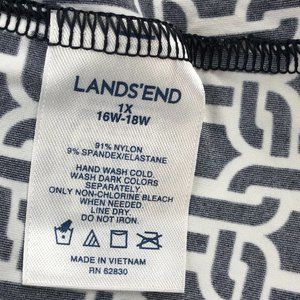 LANDS'END
1X
16W-18W
91% NYLON
9% SPANDEX/ELASTANE
HAND WASH COLD.
WASH DARK COLORS
SEPARATELY.
ONLY NON-CHLORINE BLEACH
WHEN NEEDED.
LINE DRY.
DO NOT IRON.
MADE IN VIETNAM
RN 62830